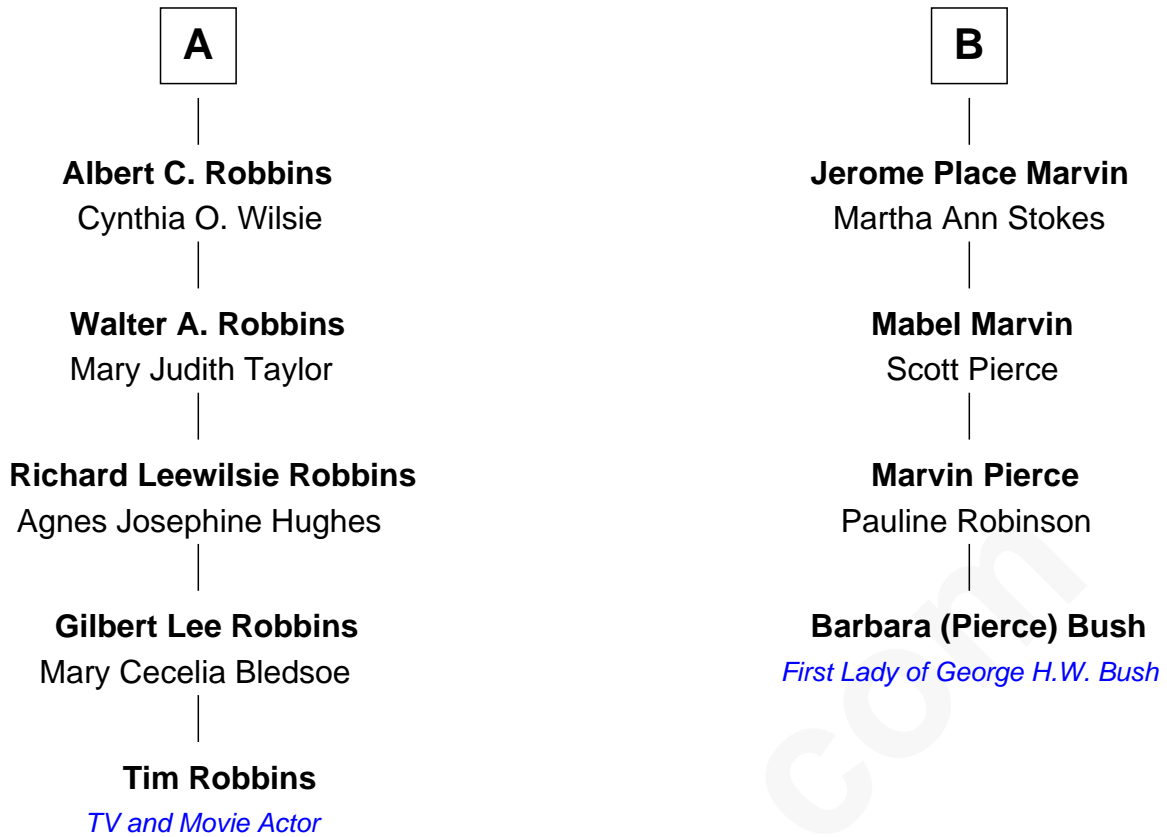 A
Albert C. Robbins
Cynthia O. Wilsie
Walter A. Robbins
Mary Judith Taylor
Richard Leewilsie Robbins
Agnes Josephine Hughes
Gilbert Lee Robbins
Mary Cecelia Bledsoe
Tim Robbins
TV and Movie Actor
B
Jerome Place Marvin
Martha Ann Stokes
Mabel Marvin
Scott Pierce
Marvin Pierce
Pauline Robinson
Barbara (Pierce) Bush
First Lady of George H.W. Bush
com